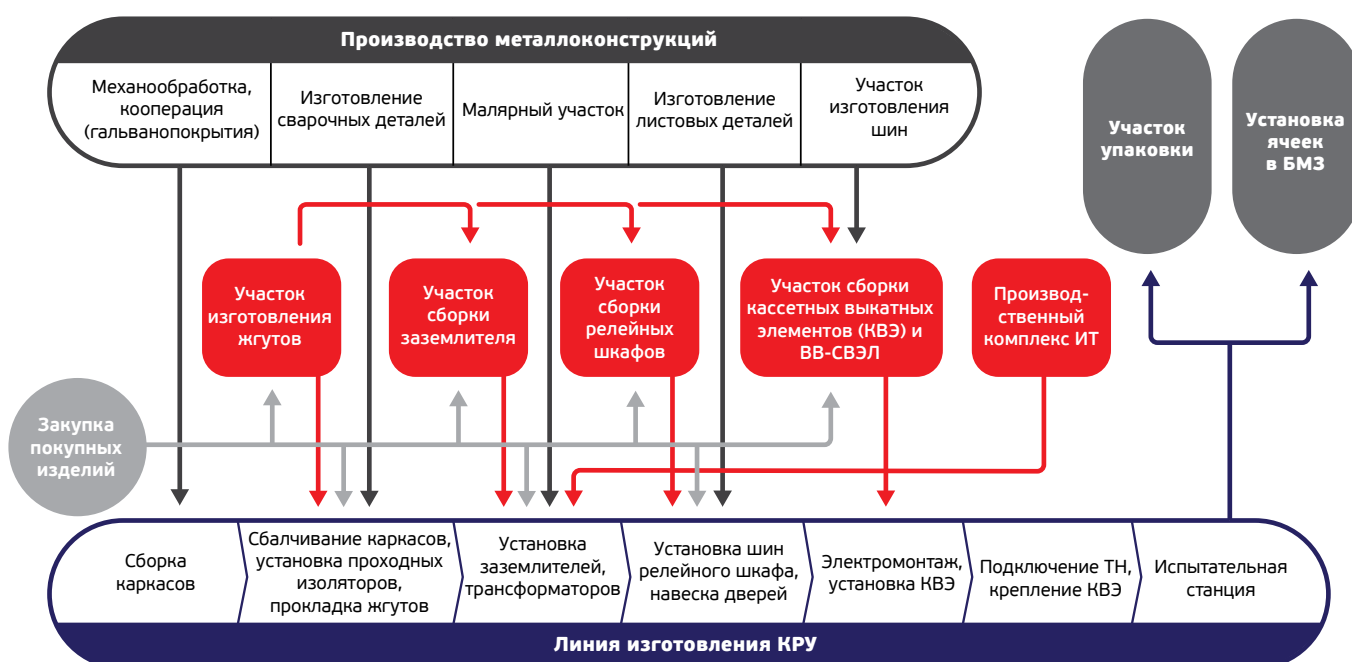 Производство металлоконструкций
Механообработка,
кооперация
(гальванопокрытия)
Изготовление
сварочных деталей
Малярный участок
Изготовление
листовых деталей
Участок
изготовления
шин
Участок
упаковки
Установка
ячеек
в БМЗ
Участок
изготовления
жгутов
Участок
сборки
заземлителя
Участок
сборки
релейных
шкафов
Участок сборки
кассетных выкатных
элементов (КВЭ) и
ВВ-СВЭЛ
Производ-
ственный
комплекс ИТ
Закупка
покупных
изделий
Сборка
каркасов
Сбалчивание каркасов,
установка проходных
изоляторов,
прокладка жгутов
Установка
заземлителей,
трансформаторов
Установка шин
релейного шкафа,
навеска дверей
Электромонтаж,
установка КВЭ
Подключение ТН,
крепление КВЭ
Испытательная
станция
Линия изготовления КРУ